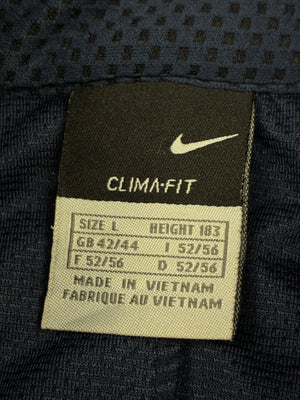 CLIMA·FIT
SIZE L HEIGHT 183
GB 42/44 I 52/56
F 52/56 D 52/56
MADE IN VIETNAM
FABRIQUE AU VIETNAM